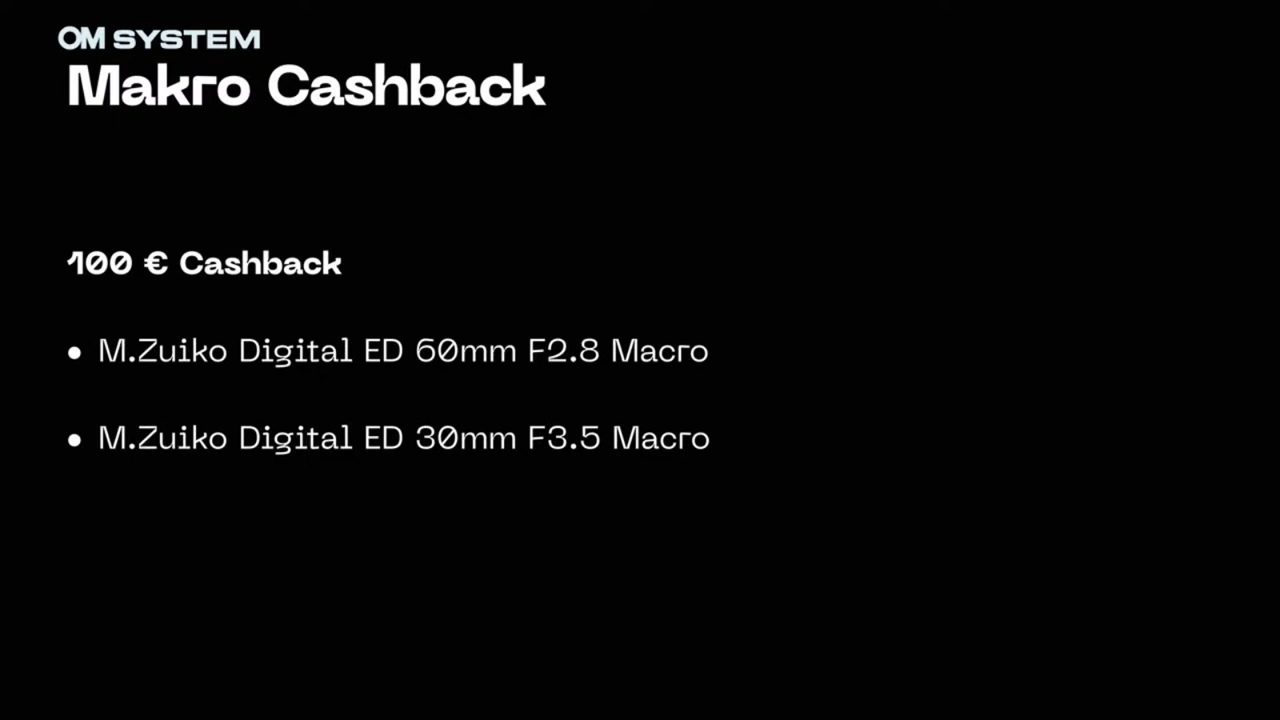 OM SYSTEM
Makro Cashback
100 € Cashback
• M.Zuiko Digital ED 60mm F2.8 Macro
• M.Zuiko Digital ED 30mm F3.5 Macro